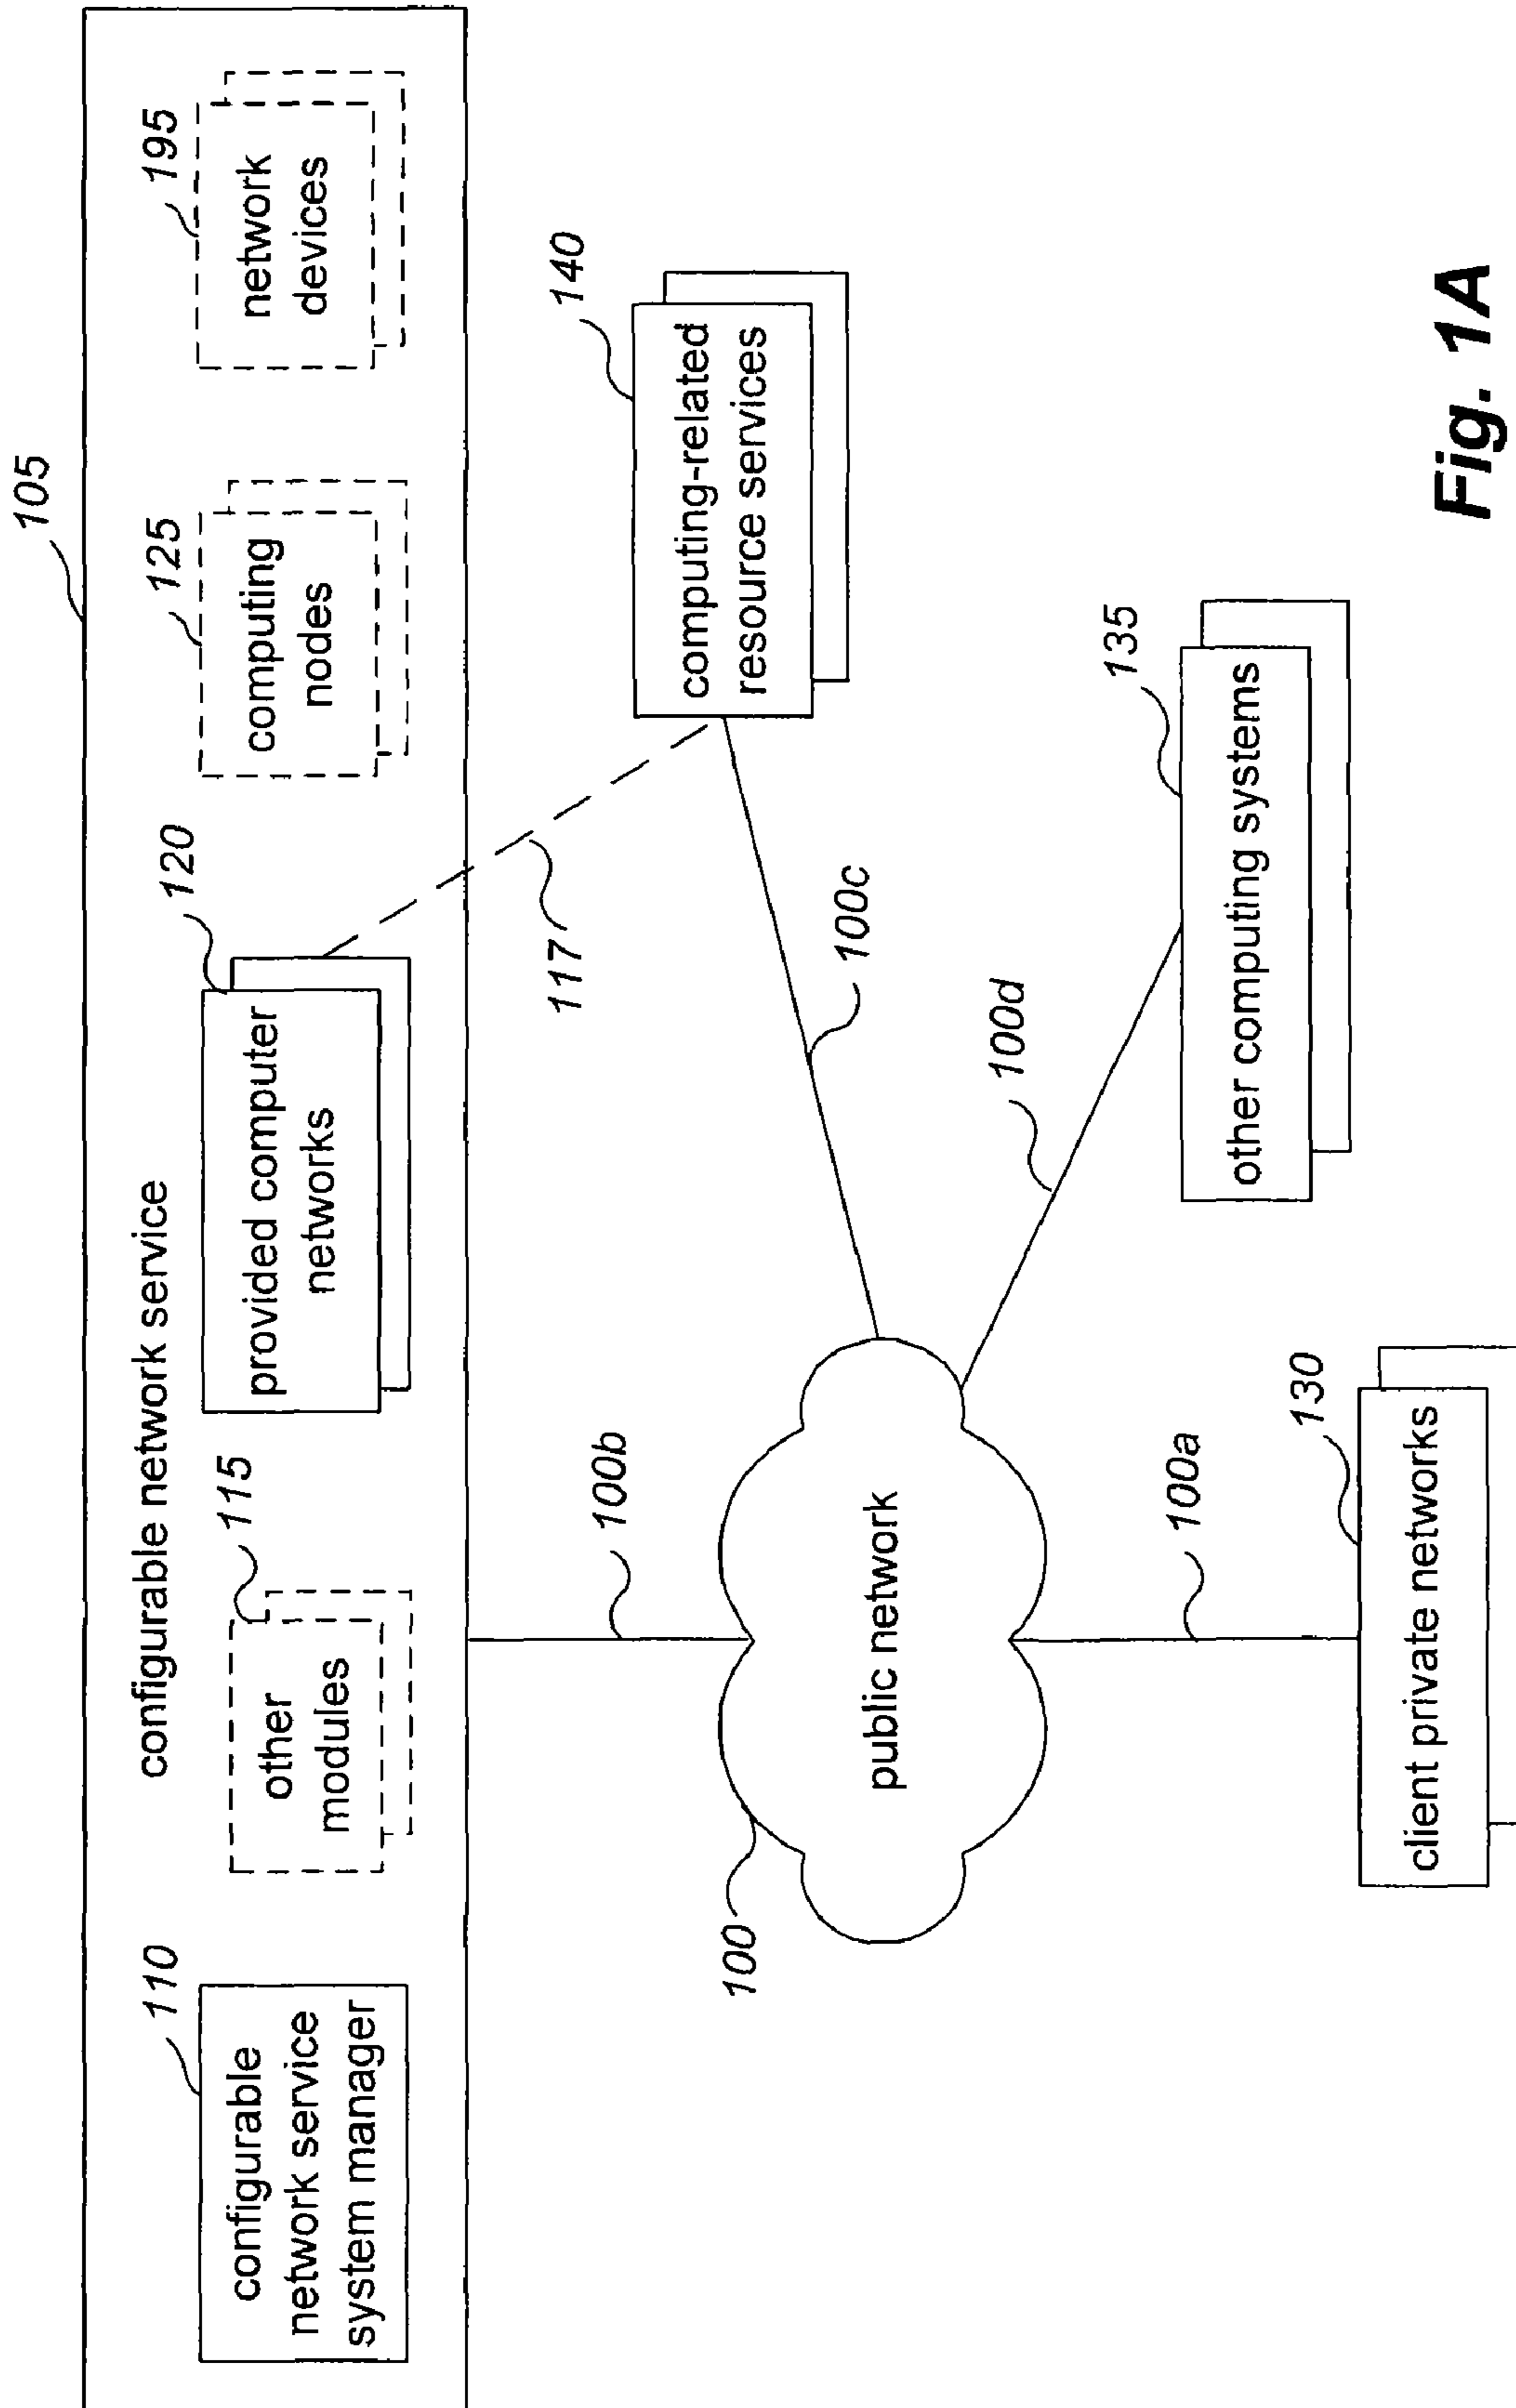 105
configurable network service
110
configurable
network service
system manager
115
other
modules
120
provided computer
networks
125
computing
nodes
195
network
devices
117
100b
140
computing-related
resource services
100
public network
100c
100d
135
other computing systems
100a
130
client private networks
Fig. 1A